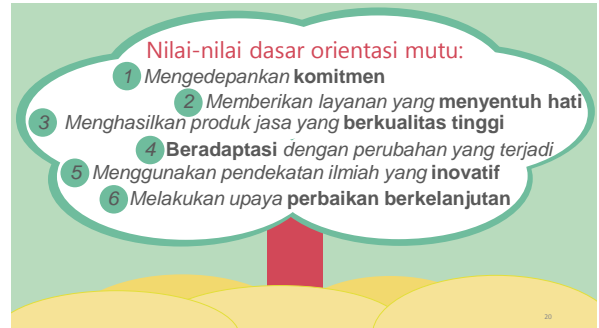 Nilai-nilai dasar orientasi mutu:
1 Mengedepankan komitmen
2 Memberikan layanan yang menyentuh hati
3 Menghasilkan produk jasa yang berkualitas tinggi
4 Beradaptasi dengan perubahan yang terjadi
5 Menggunakan pendekatan ilmiah yang inovatif
6 Melakukan upaya perbaikan berkelanjutan
20